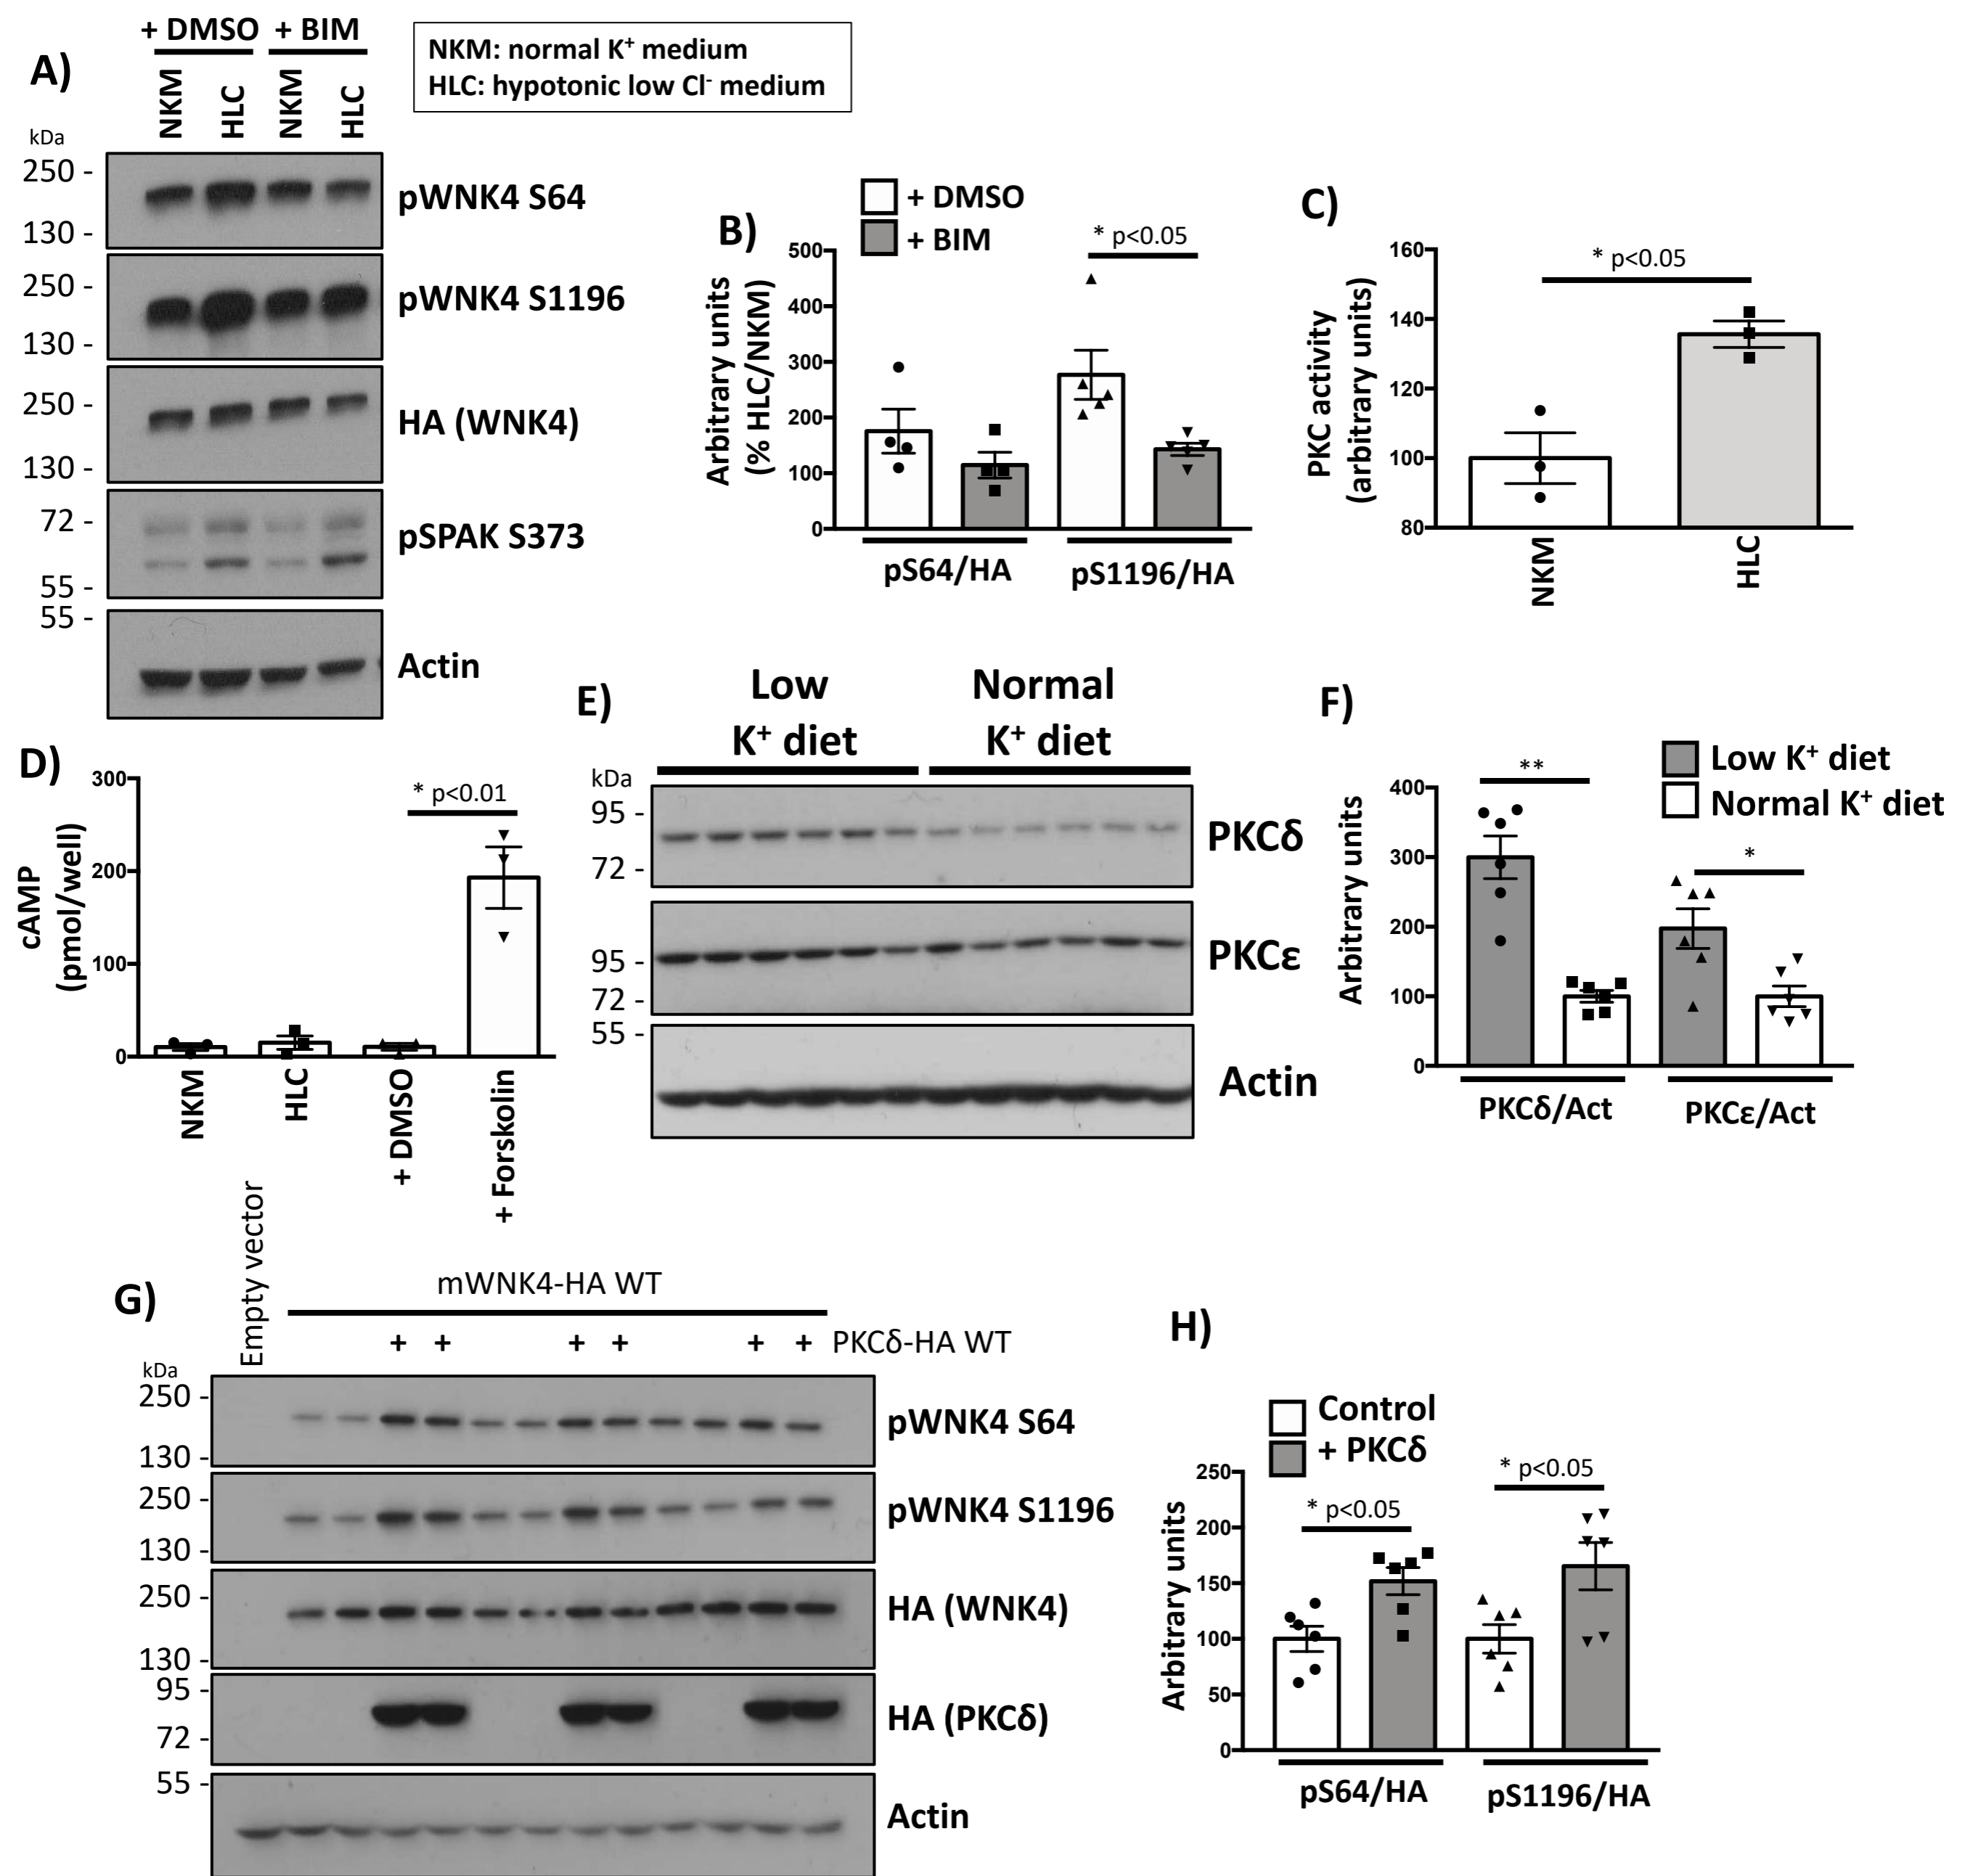 A)
+ DMSO + BIM
NKM
HLC
NKM
HLC
NKM: normal K⁺ medium
HLC: hypotonic low Cl⁻ medium
kDa
250 -
130 -
pWNK4 S64
250 -
130 -
pWNK4 S1196
250 -
130 -
HA (WNK4)
72 -
55 -
pSPAK S373
55 -
Actin
B)
+ DMSO
+ BIM
* p<0.05
Arbitrary units
(% HLC/NKM)
500
400
300
200
100
0
pS64/HA
pS1196/HA
C)
* p<0.05
PKC activity
(arbitrary units)
160
140
120
100
80
NKM
HLC
D)
* p<0.01
cAMP
(pmol/well)
300
200
100
0
NKM
HLC
+ DMSO
+ Forskolin
E)
Low
K⁺ diet
Normal
K⁺ diet
kDa
95 -
72 -
PKCδ
95 -
72 -
PKCε
55 -
Actin
F)
Low K⁺ diet
Normal K⁺ diet
**
*
Arbitrary units
400
300
200
100
0
PKCδ/Act
PKCε/Act
G)
Empty vector
mWNK4-HA WT
+ + + + + + PKCδ-HA WT
kDa
250 -
130 -
pWNK4 S64
250 -
130 -
pWNK4 S1196
250 -
130 -
HA (WNK4)
95 -
72 -
HA (PKCδ)
55 -
Actin
H)
Control
+ PKCδ
* p<0.05
* p<0.05
Arbitrary units
250
200
150
100
50
0
pS64/HA
pS1196/HA